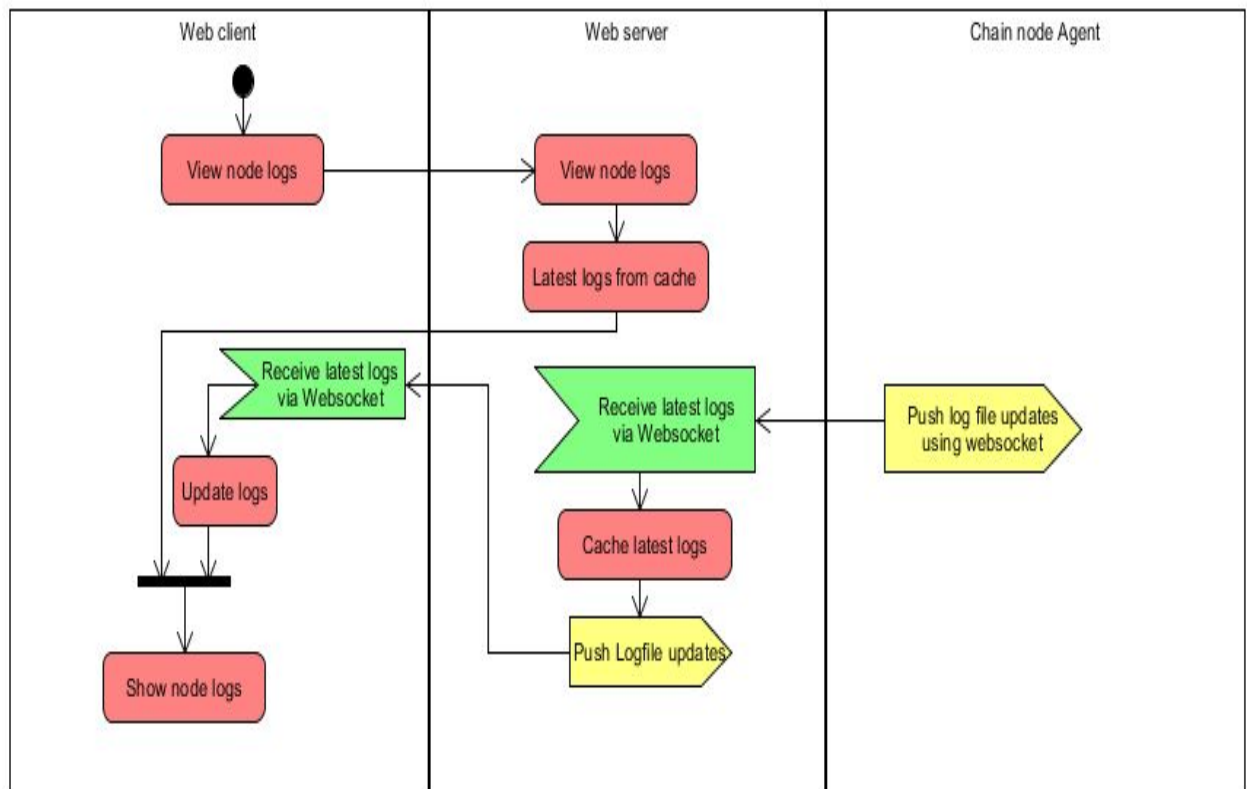 Web client
Web server
Chain node Agent
View node logs
View node logs
Latest logs from cache
Receive latest logs
via Websocket
Receive latest logs
via Websocket
Push log file updates
using websocket
Update logs
Cache latest logs
Push Logfile updates
Show node logs